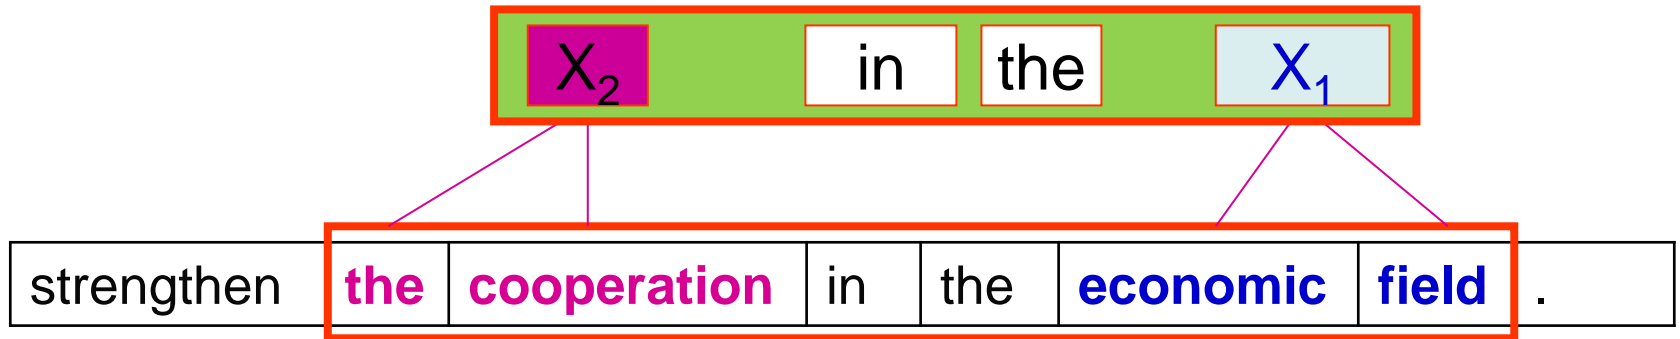 X₂ in the X₁
strengthen the cooperation in the economic field .